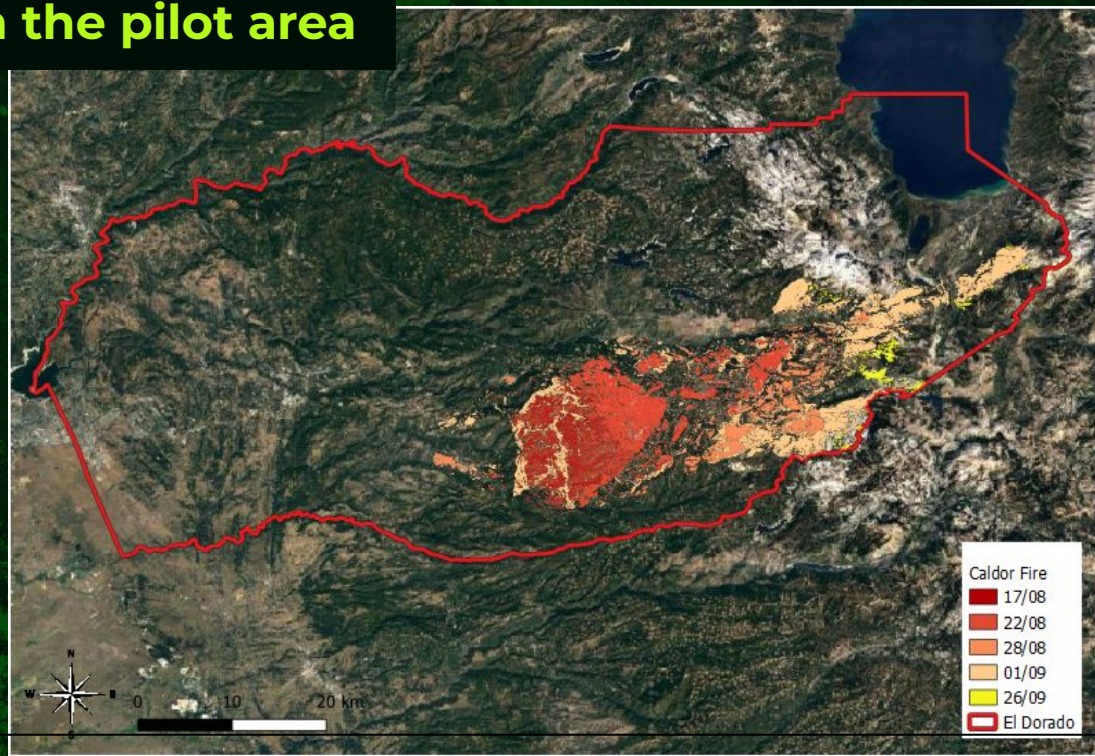 the pilot area
Caldor Fire
17/08
22/08
28/08
01/09
26/09
El Dorado
N
W
E
S
0 10 20 km